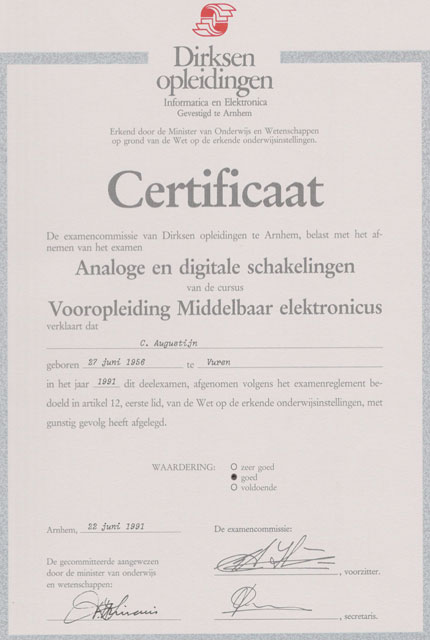 Dirksen
opleidingen
Informatica en Elektronica
Gevestigd te Arnhem
Erkend door de Minister van Onderwijs en Wetenschappen
op grond van de Wet op de erkende onderwijsinstellingen.
Certificaat
De examencommissie van Dirksen opleidingen te Arnhem, belast met het af-
nemen van het examen
Analoge en digitale schakelingen
van de cursus
Vooropleiding Middelbaar elektronicus
verklaart dat
C. Augustijn
geboren 27 juni 1956 te Vuren
in het jaar 1991 dit deelexamen, afgenomen volgens het examenreglement be-
doeld in artikel 12, eerste lid, van de Wet op de erkende onderwijsinstellingen, met
gunstig gevolg heeft afgelegd.
WAARDERING: zeer goed
goed
voldoende
Arnhem, 22 juni 1991 De examencommissie:
De gecommitteerde aangewezen
door de minister van onderwijs
en wetenschappen:
, voorzitter.
, secretaris.